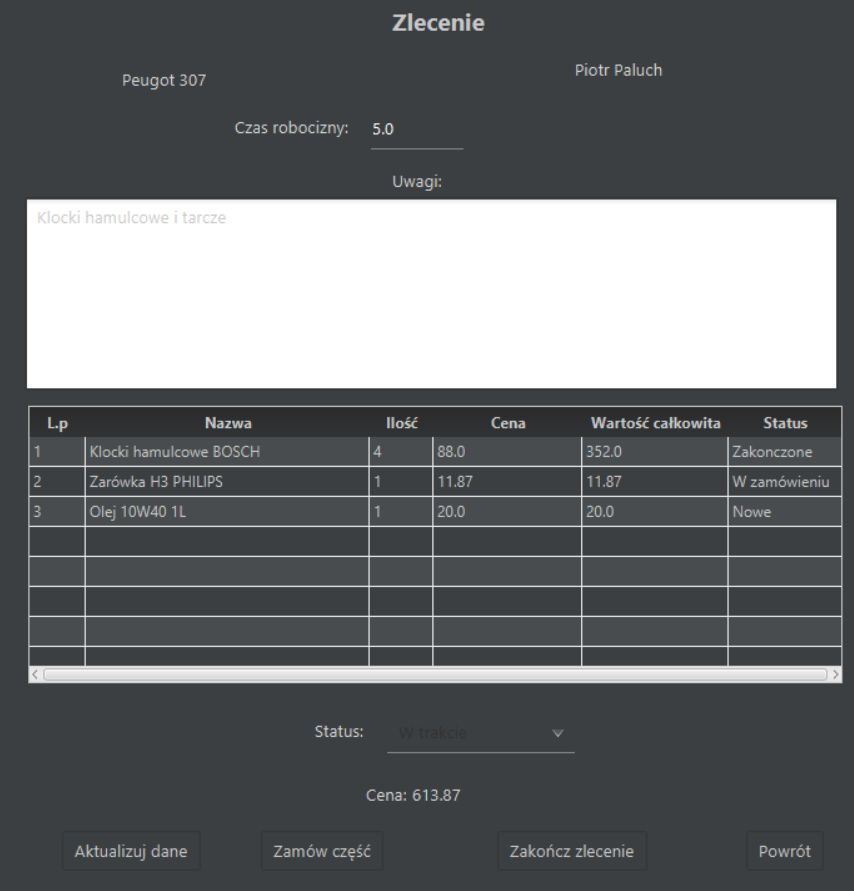 Zlecenie
Peugot 307
Piotr Paluch
Czas robocizny: 5.0
Uwagi:
Klocki hamulcowe i tarcze
L.p Nazwa Ilość Cena Wartość całkowita Status
1 Klocki hamulcowe BOSCH 4 88.0 352.0 Zakonczone
2 Zarówka H3 PHILIPS 1 11.87 11.87 W zamówieniu
3 Olej 10W40 1L 1 20.0 20.0 Nowe
Status: W trakcie
Cena: 613.87
Aktualizuj dane Zamów część Zakończ zlecenie Powrót